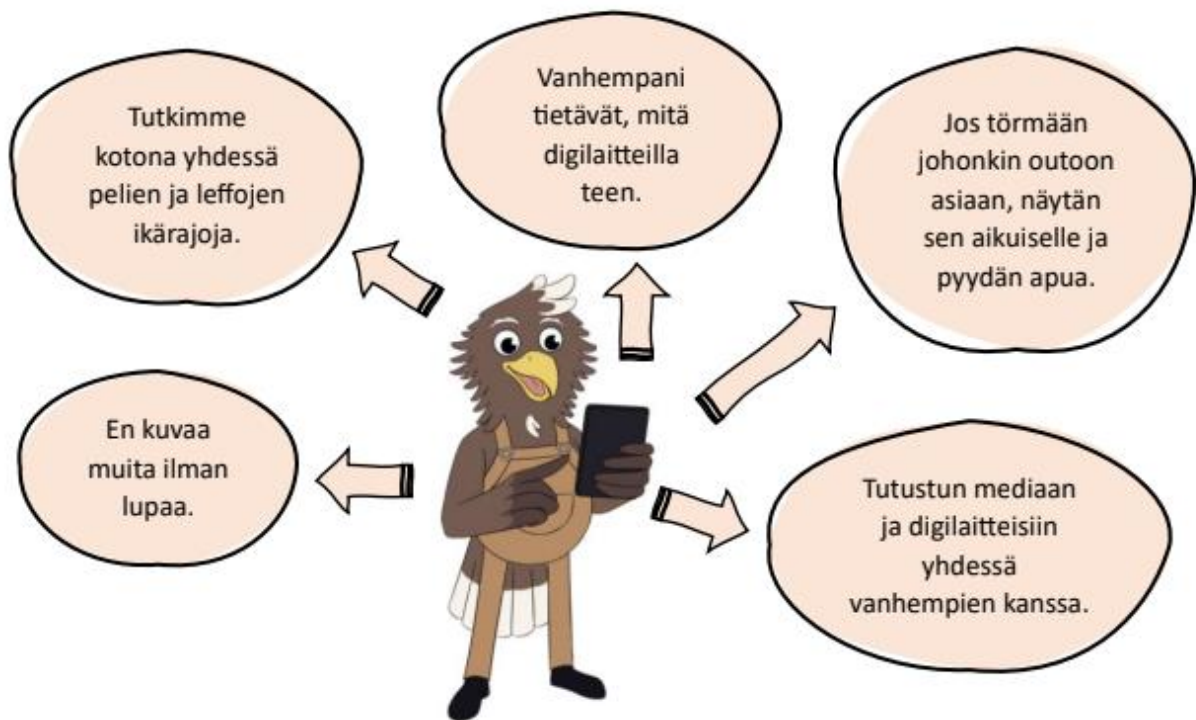 Tutkimme
kotona yhdessä
pelien ja leffojen
ikärajoja.
Vanhempani
tietävät, mitä
digilaitteilla
teen.
Jos törmään
johonkin outoon
asiaan, näytän
sen aikuiselle ja
pyydän apua.
En kuvaa
muita ilman
lupaa.
Tutustun mediaan
ja digilaitteisiin
yhdessä
vanhempien kanssa.